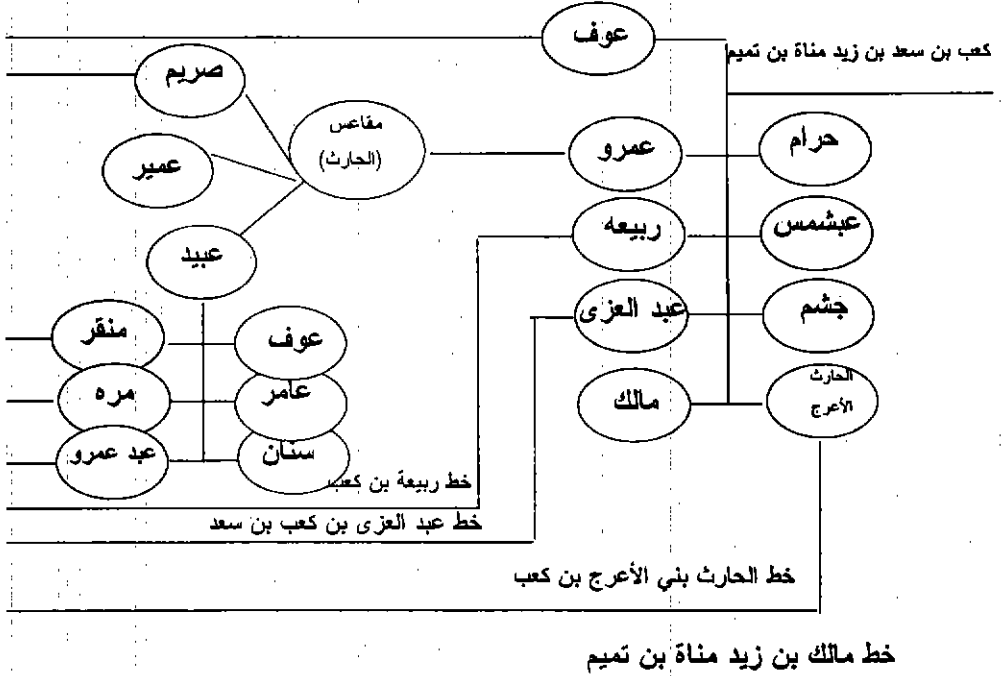 عوف
كعب بن سعد بن زيد مناة بن تميم
صريم
مقاعس
(الحارث)
حرام
عمرو
عمير
عبشمس
ربيعه
عبيد
جشم
عبد العزى
عوف
منقر
الحارث
الأعرج
مالك
عامر
مره
سنان
عبد عمرو
خط ربيعة بن كعب
خط عبد العزى بن كعب بن سعد
خط الحارث بني الأعرج بن كعب
خط مالك بن زيد مناة بن تميم